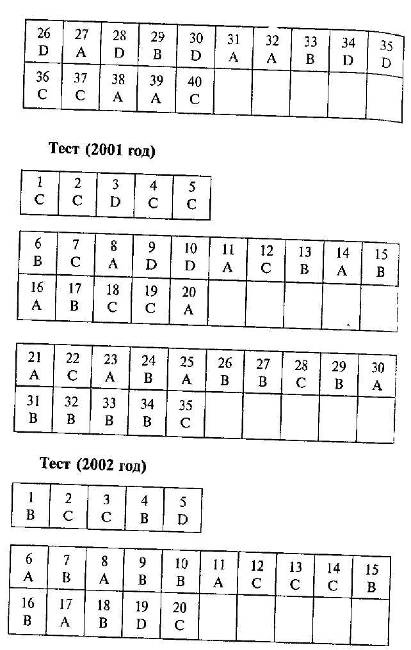 26 27 28 29 30 31 32 33 34 35
D A D B D A A B D D
36 37 38 39 40
C C A A C
Тест (2001 год)
1 2 3 4 5
C C D C C
6 7 8 9 10 11 12 13 14 15
B C A D D A C B A B
16 17 18 19 20
A B C C A
21 22 23 24 25 26 27 28 29 30
A C A B A B B C B A
31 32 33 34 35
B B B B C
Тест (2002 год)
1 2 3 4 5
B C C B D
6 7 8 9 10 11 12 13 14 15
A B A B B A C C C B
16 17 18 19 20
B A B D C